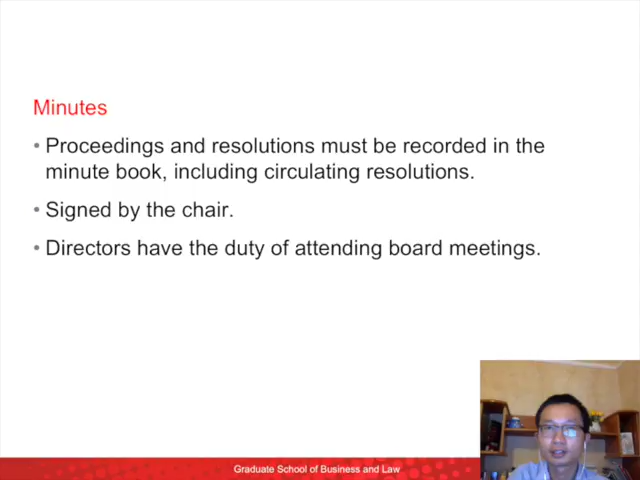 Minutes
• Proceedings and resolutions must be recorded in the
minute book, including circulating resolutions.
• Signed by the chair.
• Directors have the duty of attending board meetings.
Graduate School of Business and Law